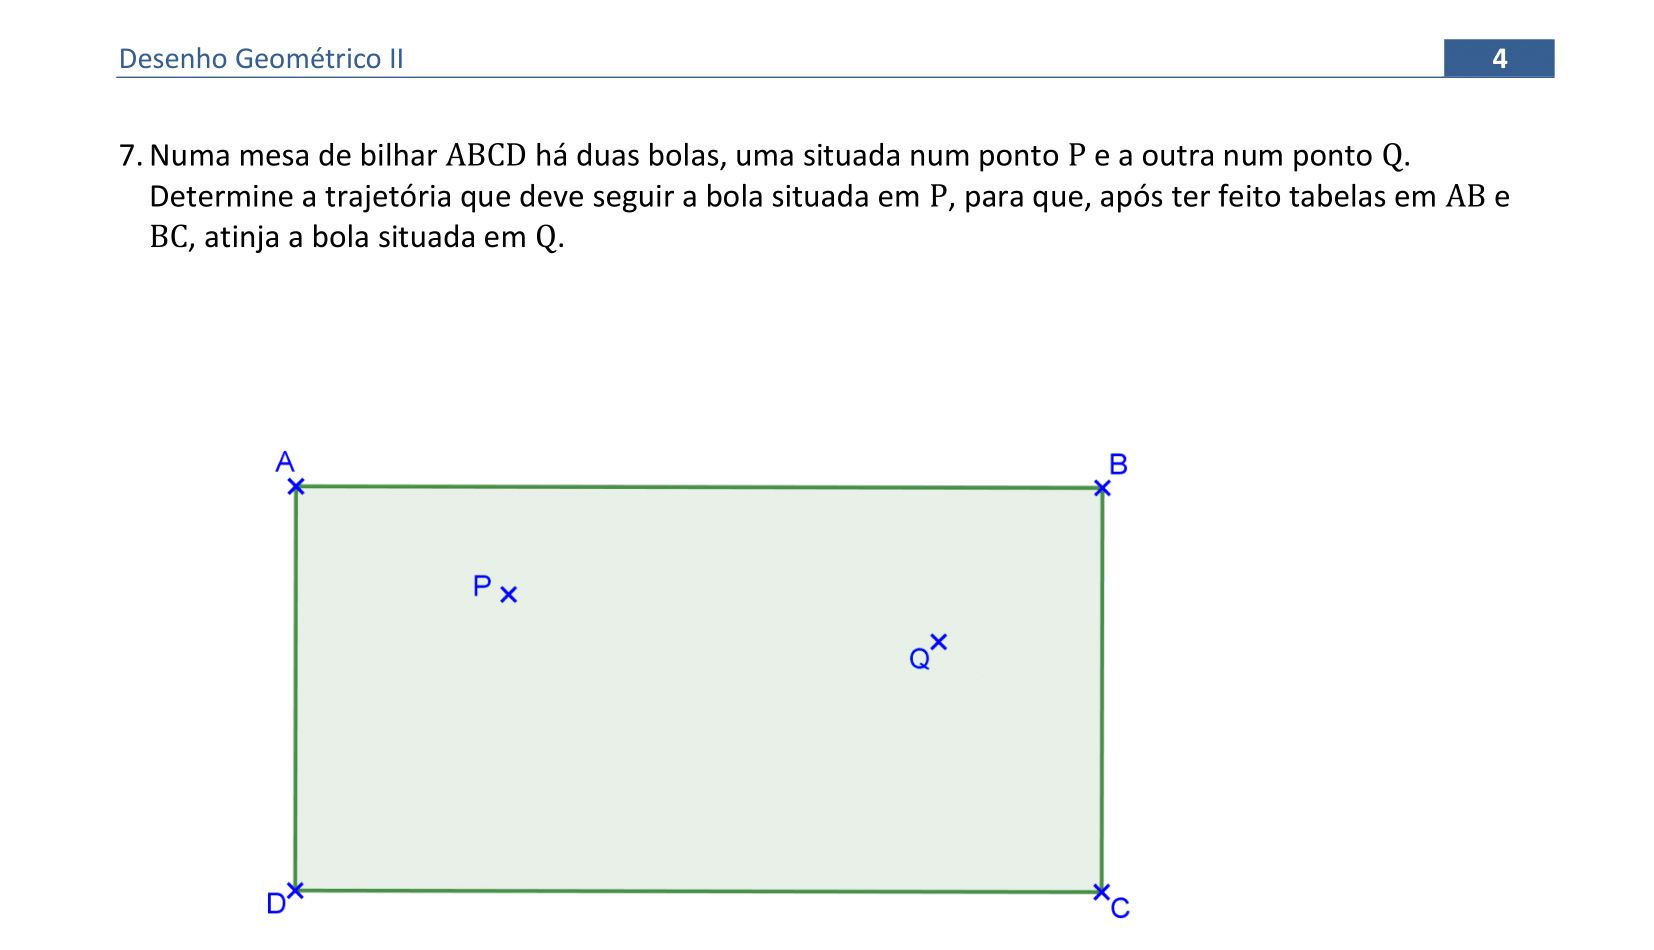 Desenho Geométrico II
4
7. Numa mesa de bilhar ABCD há duas bolas, uma situada num ponto P e a outra num ponto Q.
Determine a trajetória que deve seguir a bola situada em P, para que, após ter feito tabelas em AB e
BC, atinja a bola situada em Q.
A
B
P
Q
D
C